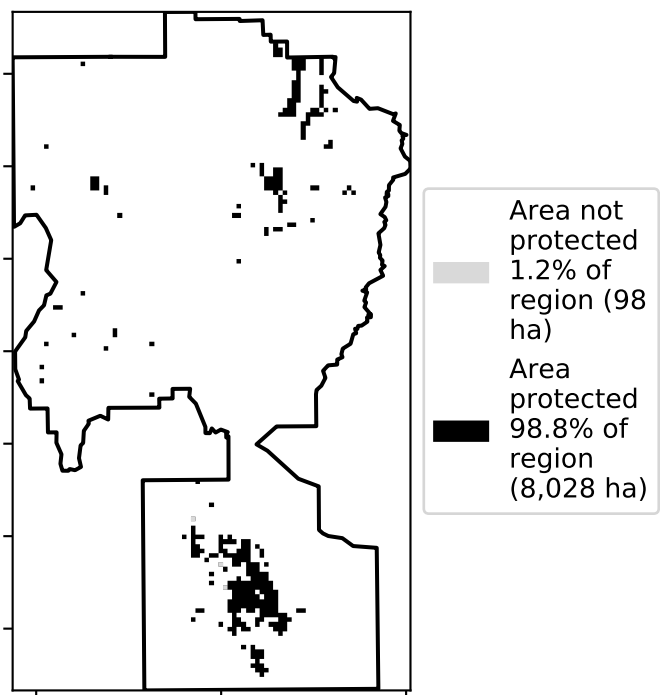 Area not
protected
1.2% of
region (98
ha)
Area
protected
98.8% of
region
(8,028 ha)